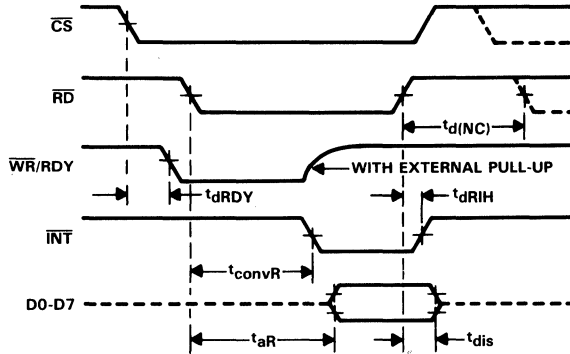 CS
RD
td(NC)
WR/RDY
WITH EXTERNAL PULL-UP
tdRDY
tdRIH
INT
tconvR
D0-D7
taR
tdis